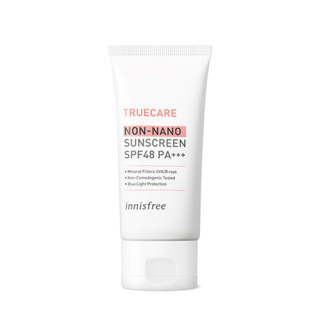 TRUECARE
NON-NANO
SUNSCREEN
SPF48 PA+++
• Mineral Filters UVA/B rays
• Non-Comedogenic Tested
• Blue Light Protection
innisfree